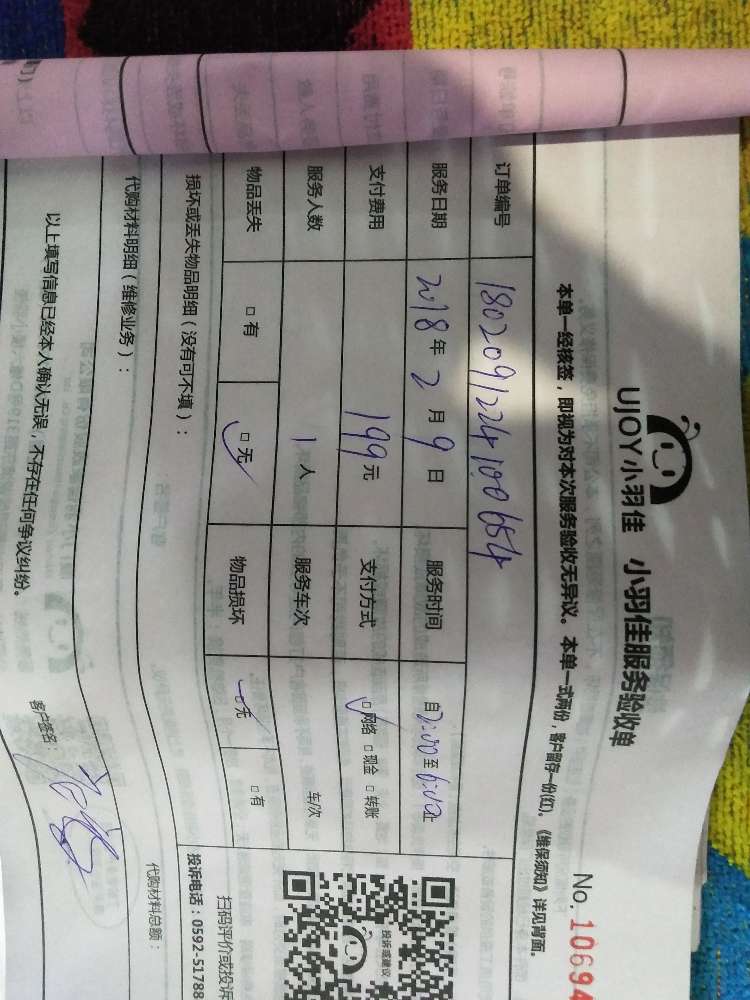 UJOY小羽佳 小羽佳服务验收单
No. 10694
本单一经核签，即视为对本次服务验收无异议。本单一式两份，客户留存一份(红)。《维保须知》详见背面。
订单编号 1802091224100654
服务日期 2018年2月9日 服务时间 自2:00至6:00止
支付费用 199元 支付方式 □网络 □现金 □转账
服务人数 1人 服务车次 车/次
物品丢失 □有 □无 物品损坏 □无 □有
损坏或丢失物品明细（没有可不填）：
扫码评价或投诉
投诉电话：0592-51788
投诉或建议
代购材料明细（维修业务）：
代购材料总额：
以上填写信息已经本人确认无误，不存在任何争议纠纷。
客户签名：